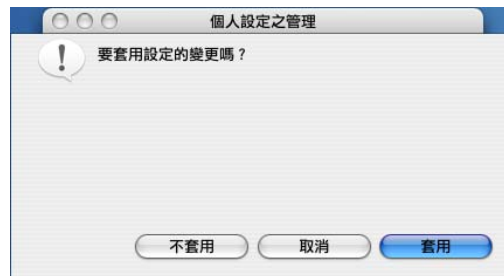 個人設定之管理
要套用設定的變更嗎？
不套用 取消 套用